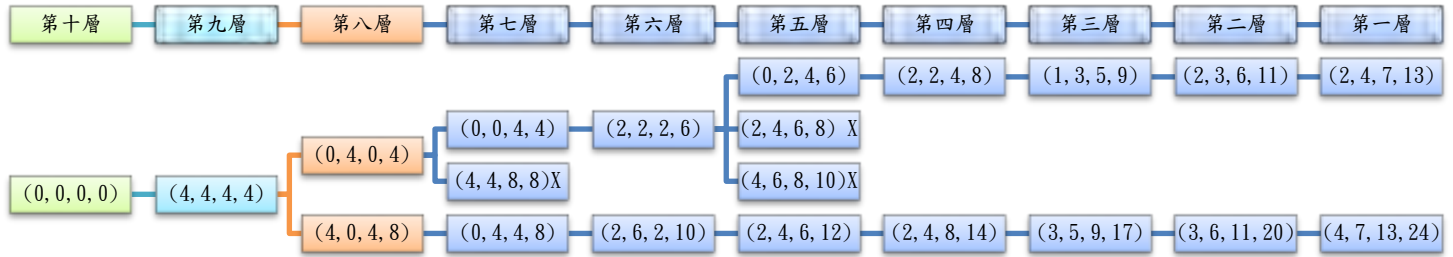 第十層 第九層 第八層 第七層 第六層 第五層 第四層 第三層 第二層 第一層
(0,2,4,6) (2,2,4,8) (1,3,5,9) (2,3,6,11) (2,4,7,13)
(0,0,4,4) (2,2,2,6) (2,4,6,8) X
(0,4,0,4)
(4,4,8,8)X (4,6,8,10)X
(0,0,0,0) (4,4,4,4)
(4,0,4,8) (0,4,4,8) (2,6,2,10) (2,4,6,12) (2,4,8,14) (3,5,9,17) (3,6,11,20) (4,7,13,24)